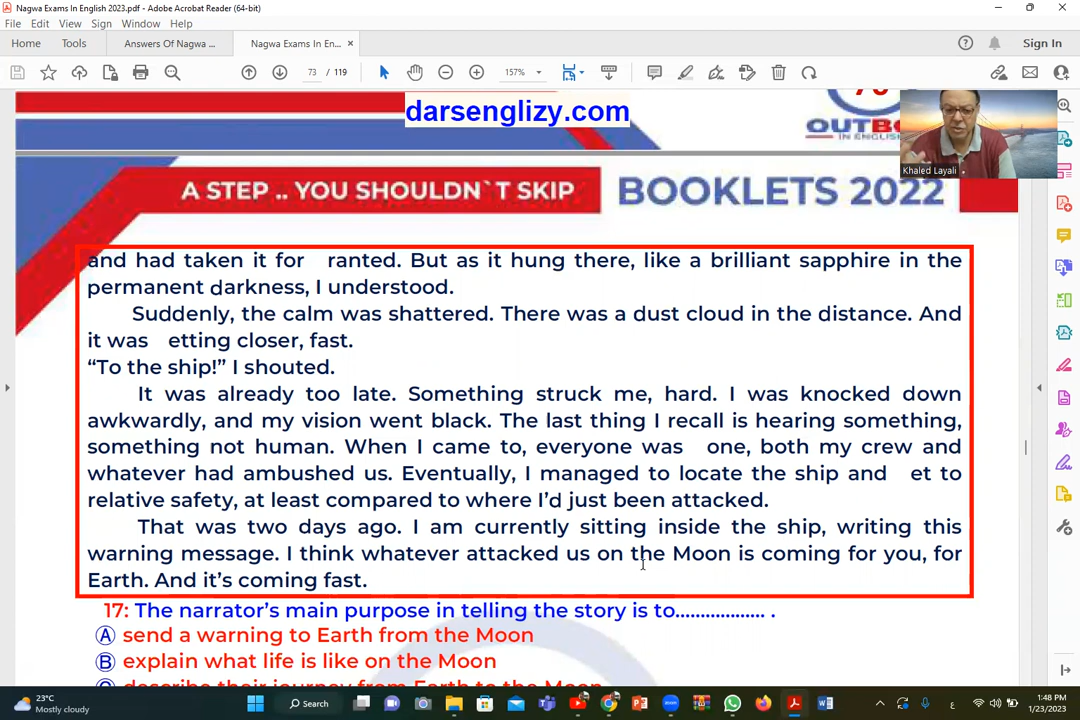 Nagwa Exams In English 2023.pdf - Adobe Acrobat Reader (64-bit)
File Edit View Sign Window Help
Home Tools Answers Of Nagwa ... Nagwa Exams In En... × Sign In
73 / 119 157%
darsenglizy.com
OUTBO
IN ENGLISH
Khaled Layali
A STEP .. YOU SHOULDN`T SKIP BOOKLETS 2022
and had taken it for ranted. But as it hung there, like a brilliant sapphire in the
permanent darkness, I understood.
Suddenly, the calm was shattered. There was a dust cloud in the distance. And
it was etting closer, fast.
“To the ship!” I shouted.
It was already too late. Something struck me, hard. I was knocked down
awkwardly, and my vision went black. The last thing I recall is hearing something,
something not human. When I came to, everyone was one, both my crew and
whatever had ambushed us. Eventually, I managed to locate the ship and et to
relative safety, at least compared to where I’d just been attacked.
That was two days ago. I am currently sitting inside the ship, writing this
warning message. I think whatever attacked us on the Moon is coming for you, for
Earth. And it’s coming fast.
17: The narrator’s main purpose in telling the story is to.................. .
A send a warning to Earth from the Moon
B explain what life is like on the Moon
C describe their journey from Earth to the Moon
23°C
Mostly cloudy
Search
ع
1:48 PM
1/23/2023